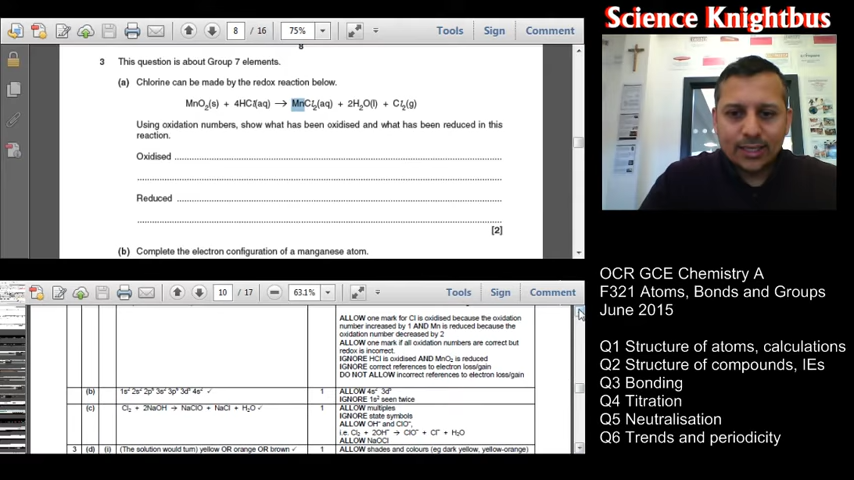 Tools
Sign
Comment
8 / 16
75%
8
3 This question is about Group 7 elements.
(a) Chlorine can be made by the redox reaction below.
MnO2(s) + 4HCl(aq) → MnCl2(aq) + 2H2O(l) + Cl2(g)
Using oxidation numbers, show what has been oxidised and what has been reduced in this
reaction.
Oxidised
Reduced
[2]
(b) Complete the electron configuration of a manganese atom.
10 / 17
63.1%
Tools
Sign
Comment
ALLOW one mark for Cl is oxidised because the oxidation
number increased by 1 AND Mn is reduced because the
oxidation number decreased by 2
ALLOW one mark if all oxidation numbers are correct but
redox is incorrect.
IGNORE HCl is oxidised AND MnO2 is reduced
IGNORE correct references to electron loss/gain
DO NOT ALLOW incorrect references to electron loss/gain
(b) 1s² 2s² 2p⁶ 3s² 3p⁶ 3d⁵ 4s² ✓ 1 ALLOW 4s² 3d⁵
IGNORE 1s² seen twice
(c) Cl2 + 2NaOH → NaClO + NaCl + H2O ✓ 1 ALLOW multiples
IGNORE state symbols
ALLOW OH⁻ and ClO⁻,
i.e. Cl2 + 2OH⁻ → ClO⁻ + Cl⁻ + H2O
ALLOW NaOCl
3 (d) (i) (The solution would turn) yellow OR orange OR brown ✓ 1 ALLOW shades and colours (eg dark yellow, yellow-orange)
Science Knightbus
OCR GCE Chemistry A
F321 Atoms, Bonds and Groups
June 2015
Q1 Structure of atoms, calculations
Q2 Structure of compounds, IEs
Q3 Bonding
Q4 Titration
Q5 Neutralisation
Q6 Trends and periodicity